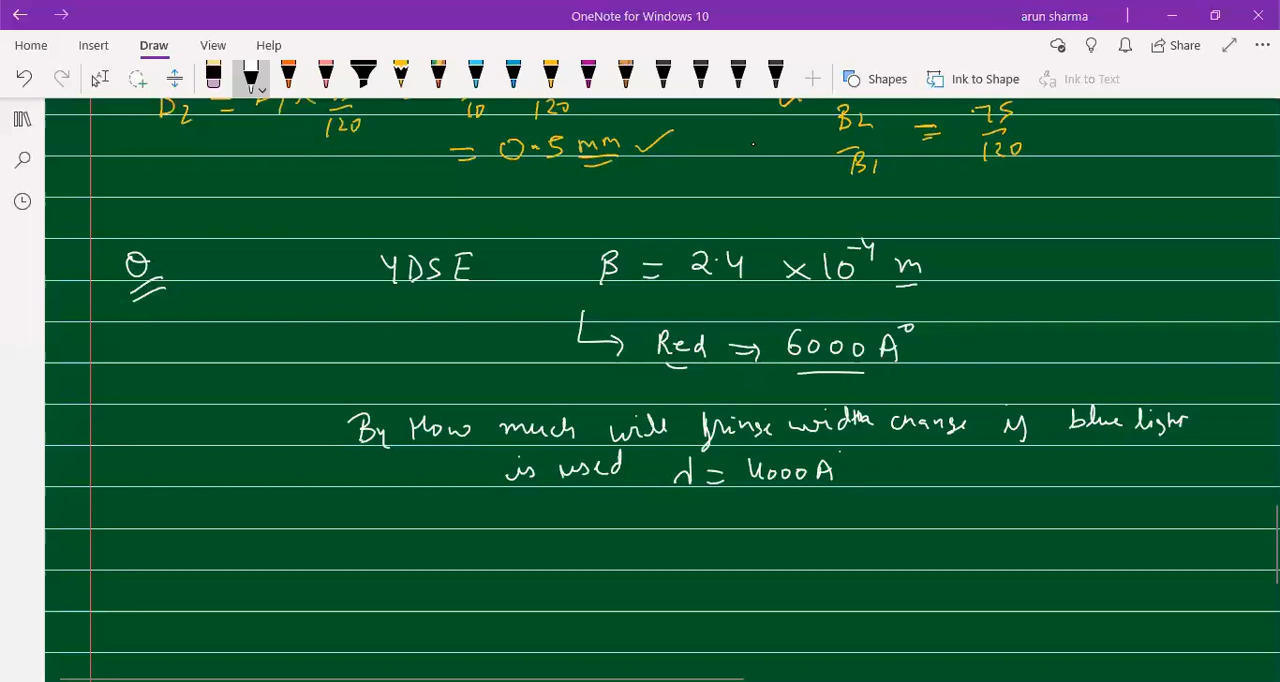 OneNote for Windows 10
arun sharma
Home Insert Draw View Help
Share
Shapes Ink to Shape Ink to Text
120
10 120
= 0.5 mm ✓
B2 / B1 = .75 / 120
Q YDSE β = 2.4 × 10⁻⁴ m
↳ Red ⇒ 6000 A°
By How much will fringe width change if blue light
is used λ = 4000 A